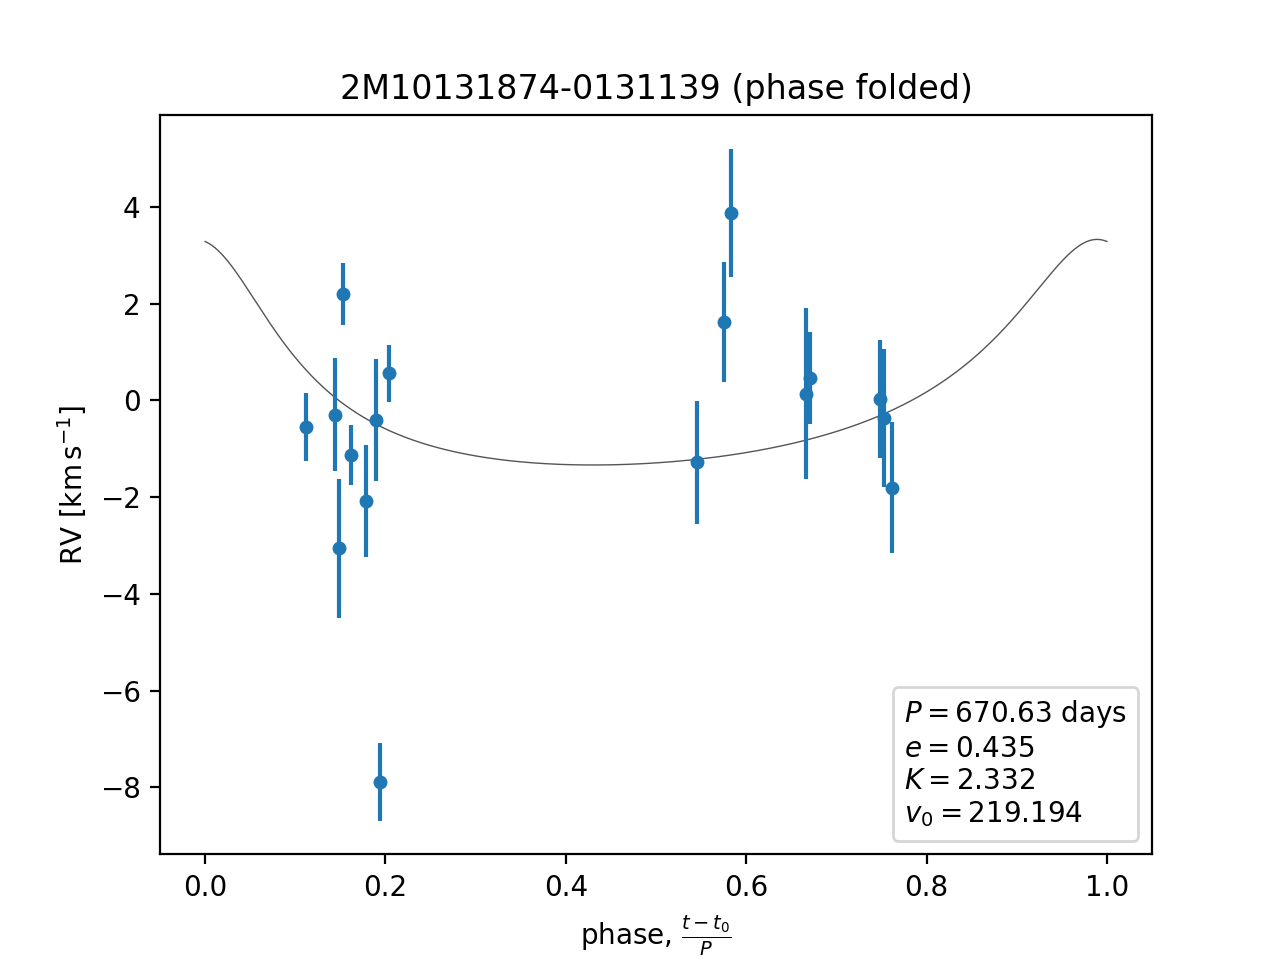 2M10131874-0131139 (phase folded)
RV [km s⁻¹]
4
2
0
−2
−4
−6
−8
P = 670.63 days
e = 0.435
K = 2.332
v₀ = 219.194
0.0 0.2 0.4 0.6 0.8 1.0
phase, (t − t₀)/P